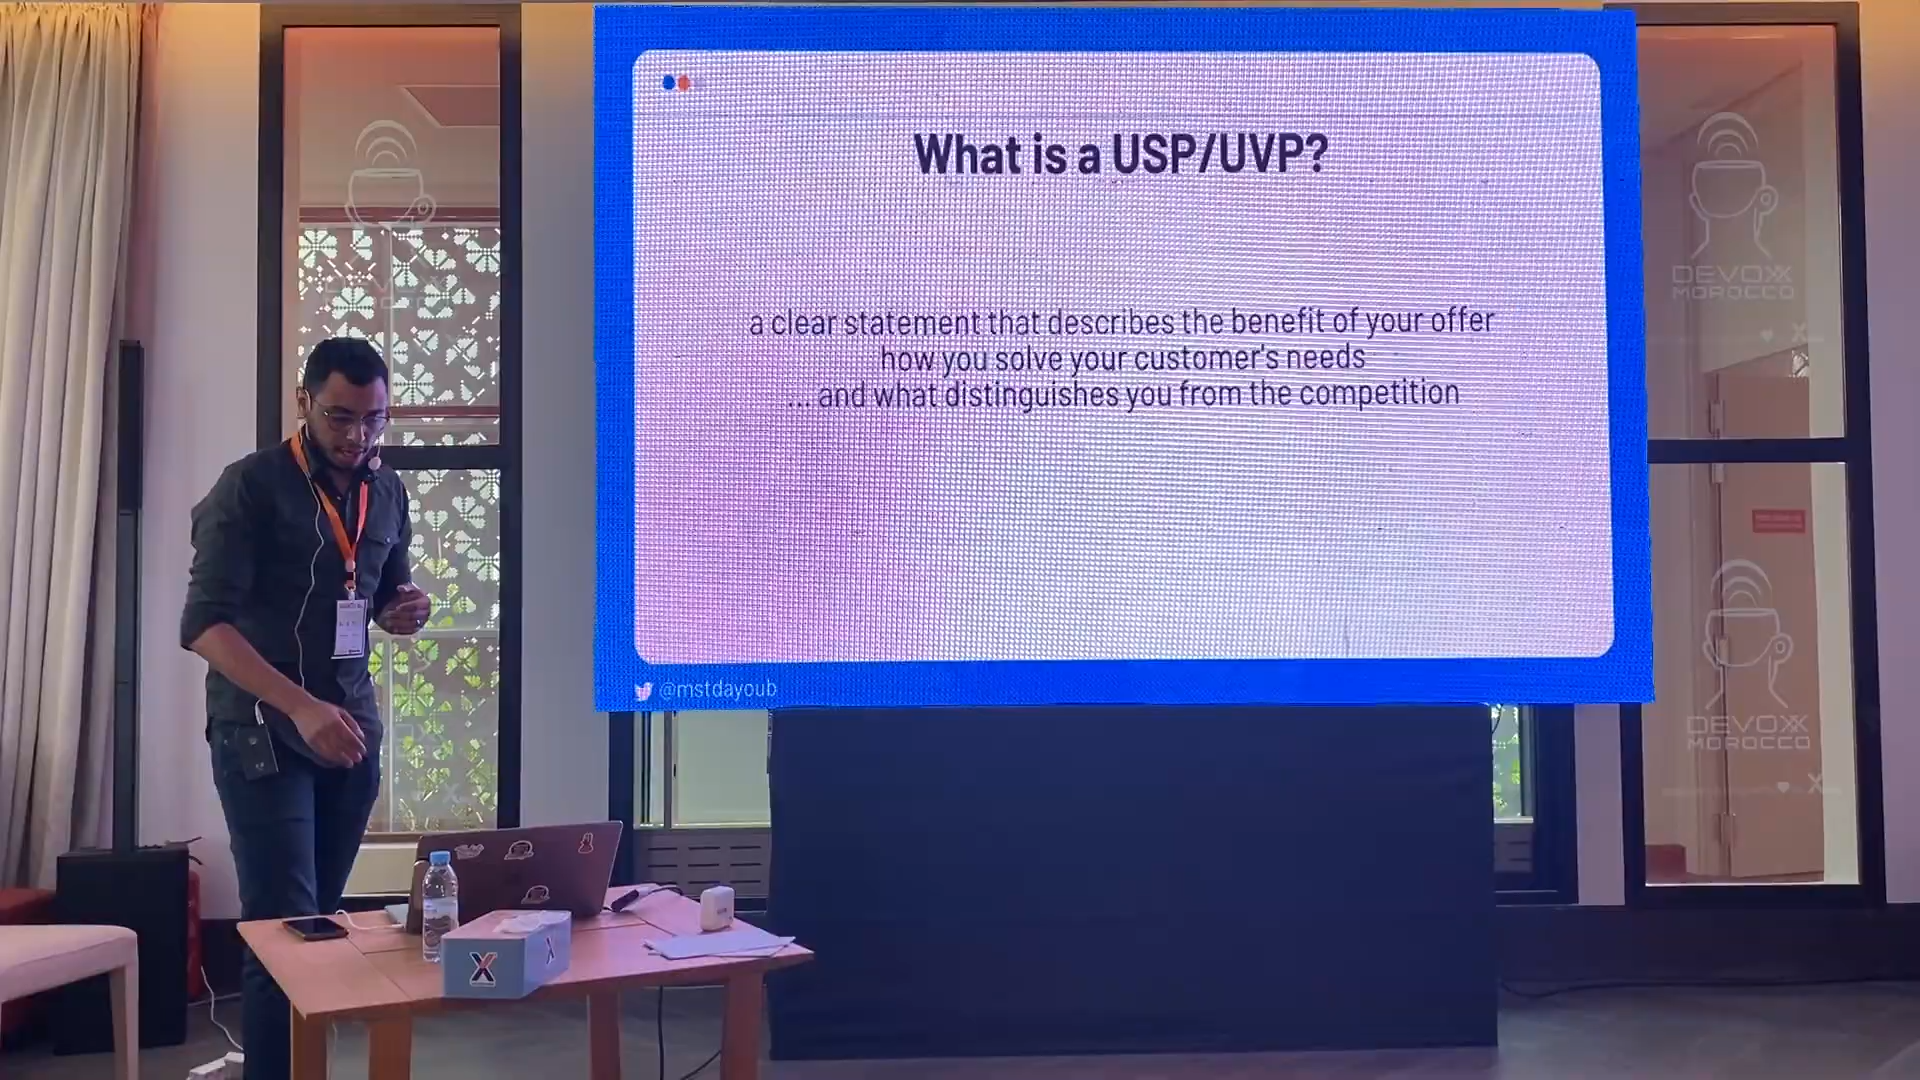 What is a USP/UVP?
a clear statement that describes the benefit of your offer
how you solve your customer's needs
... and what distinguishes you from the competition
@mstdayoub
DEVOXX
MOROCCO
DEVOXX
MOROCCO
X